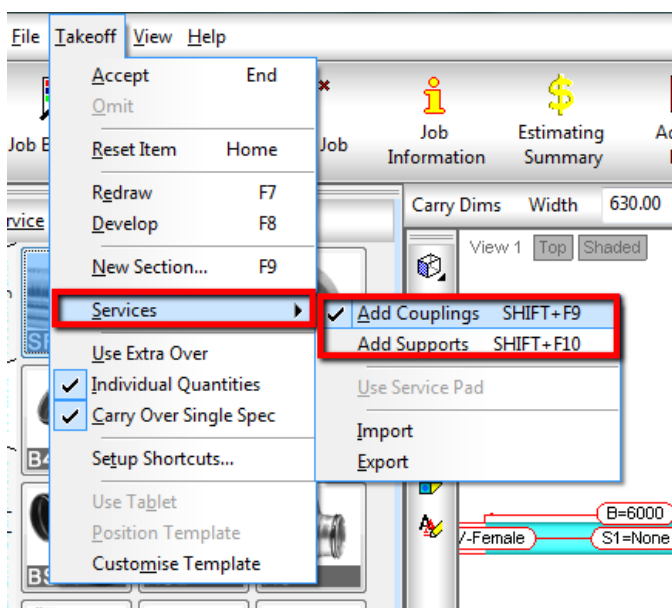 File Takeoff View Help
Accept End
Omit
Reset Item Home
Redraw F7
Develop F8
New Section... F9
Services
Use Extra Over
Individual Quantities
Carry Over Single Spec
Setup Shortcuts...
Use Tablet
Position Template
Customise Template
Add Couplings SHIFT+F9
Add Supports SHIFT+F10
Use Service Pad
Import
Export
Job
Job
Information
Estimating
Summary
Carry Dims Width 630.00
View 1 Top Shaded
B=6000
-Female S1=None